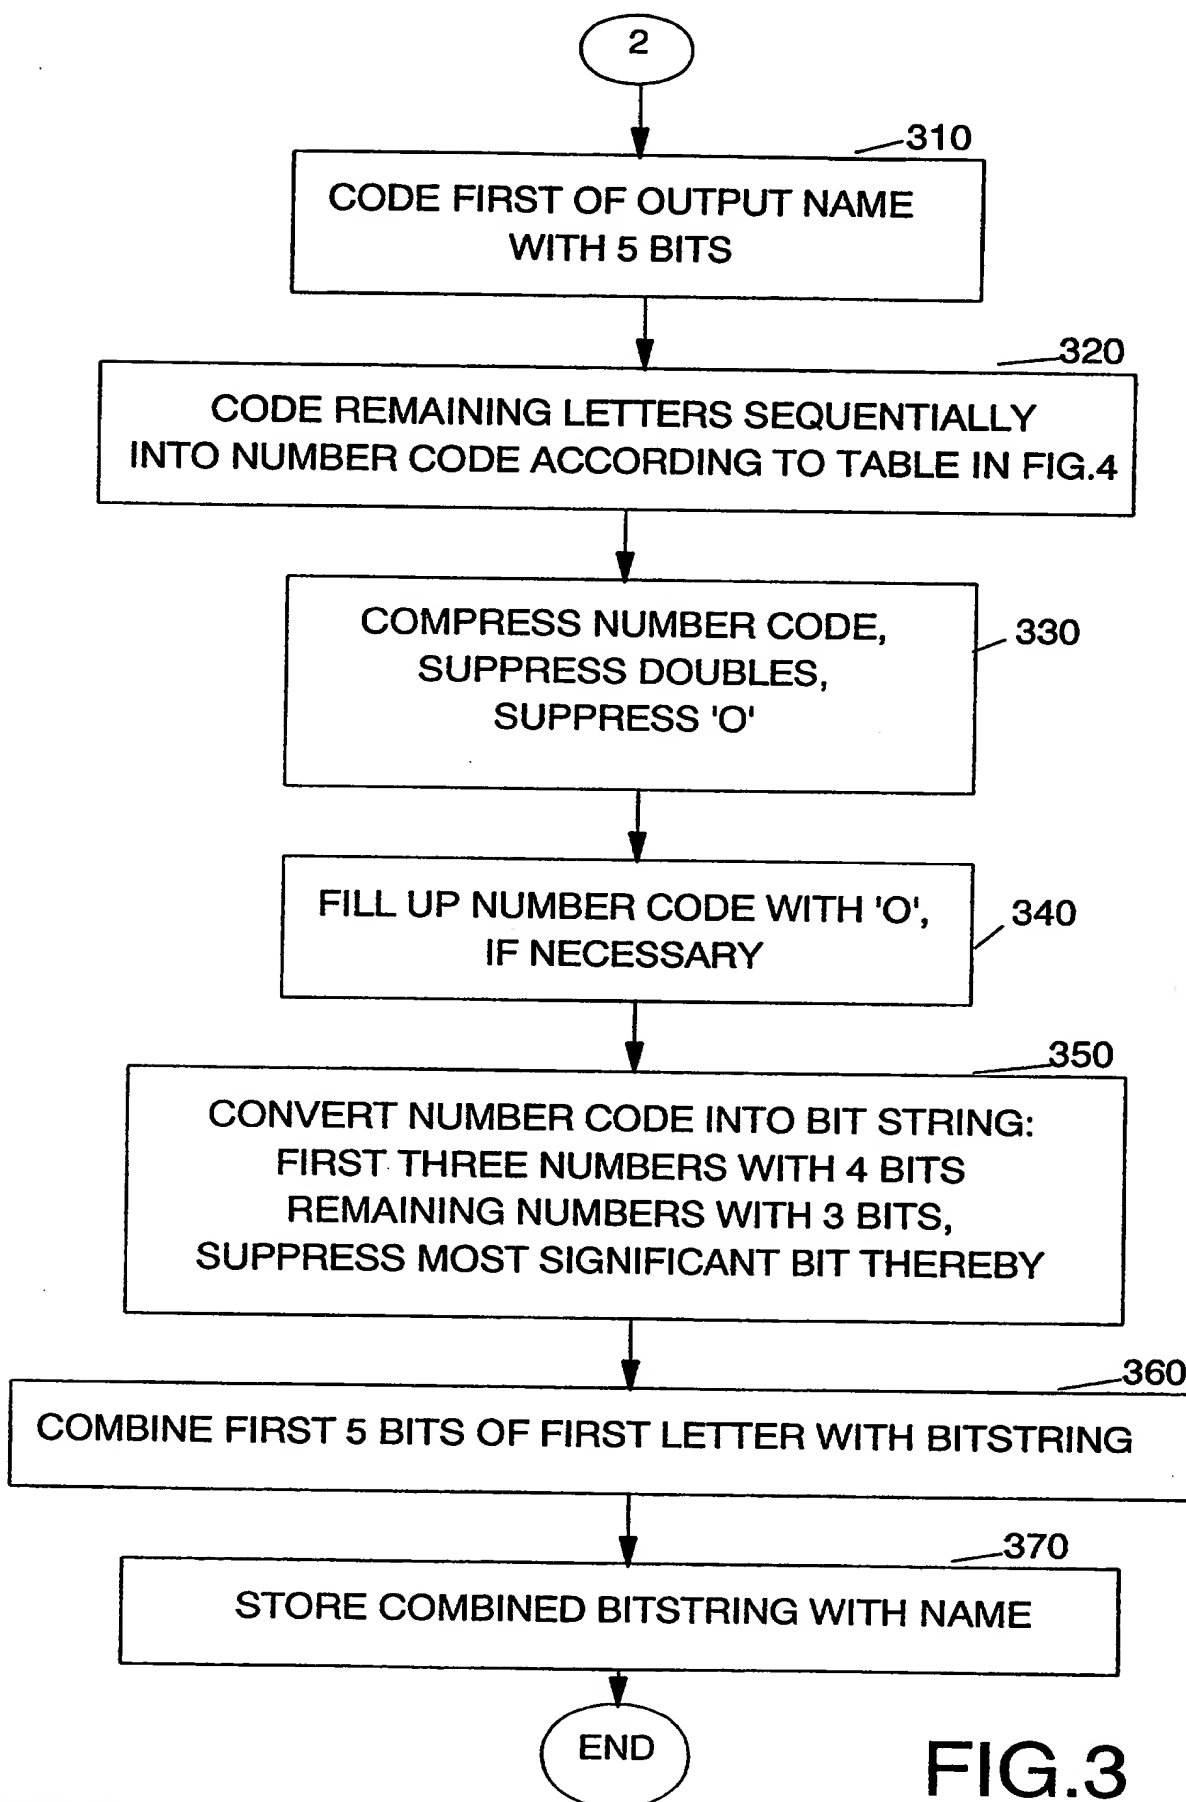 2
310
CODE FIRST OF OUTPUT NAME
WITH 5 BITS
320
CODE REMAINING LETTERS SEQUENTIALLY
INTO NUMBER CODE ACCORDING TO TABLE IN FIG.4
330
COMPRESS NUMBER CODE,
SUPPRESS DOUBLES,
SUPPRESS 'O'
340
FILL UP NUMBER CODE WITH 'O',
IF NECESSARY
350
CONVERT NUMBER CODE INTO BIT STRING:
FIRST THREE NUMBERS WITH 4 BITS
REMAINING NUMBERS WITH 3 BITS,
SUPPRESS MOST SIGNIFICANT BIT THEREBY
360
COMBINE FIRST 5 BITS OF FIRST LETTER WITH BITSTRING
370
STORE COMBINED BITSTRING WITH NAME
END
FIG.3